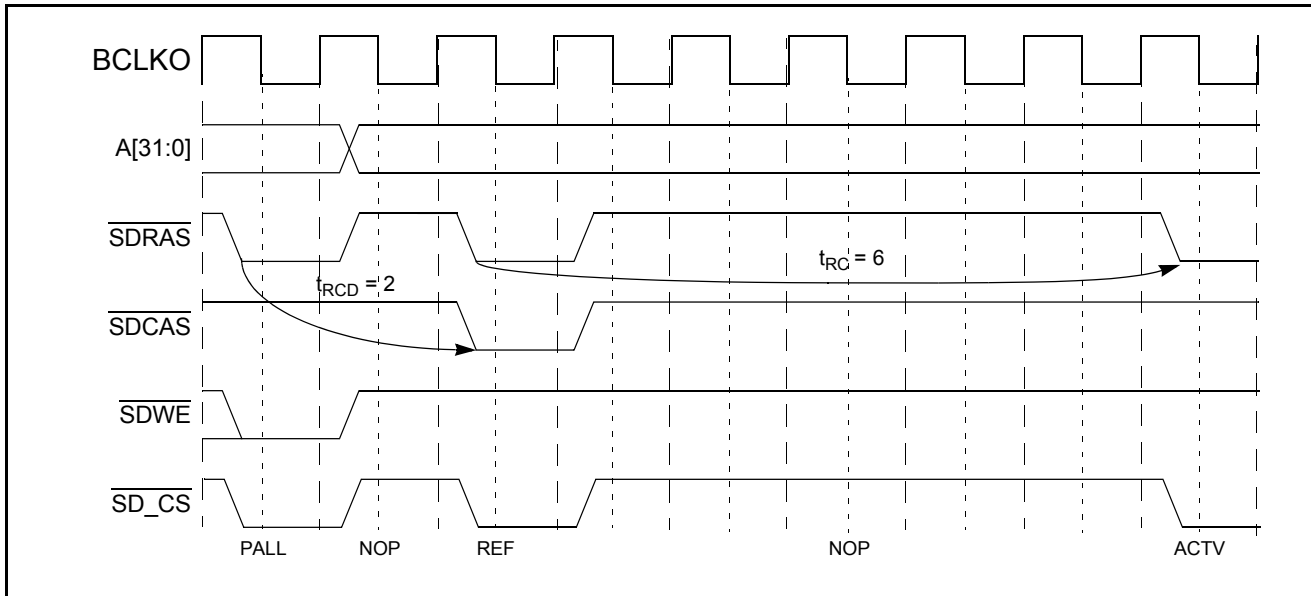 BCLKO
A[31:0]
SDRAS
tRC = 6
tRCD = 2
SDCAS
SDWE
SD_CS
PALL NOP REF NOP ACTV